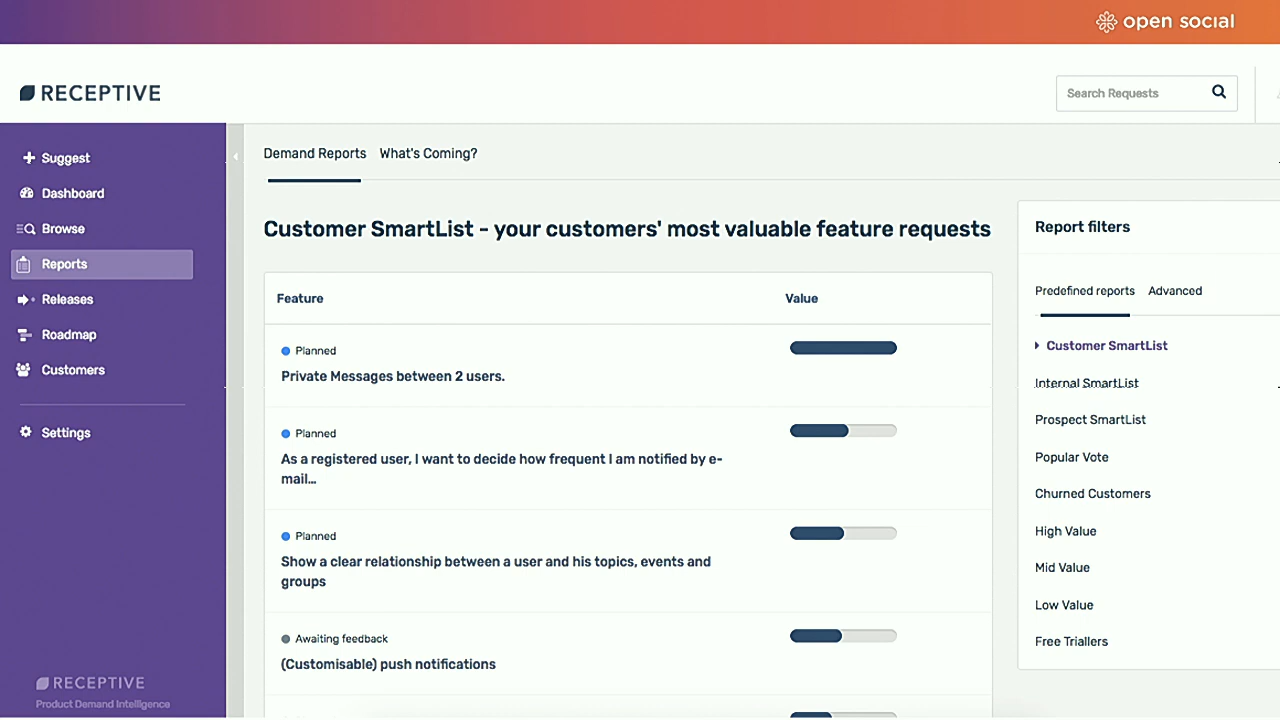 open social
RECEPTIVE
Search Requests
Suggest
Dashboard
Browse
Reports
Releases
Roadmap
Customers
Settings
RECEPTIVE
Product Demand Intelligence
Demand Reports What's Coming?
Customer SmartList - your customers' most valuable feature requests
Feature Value
Planned
Private Messages between 2 users.
Planned
As a registered user, I want to decide how frequent I am notified by e-
mail...
Planned
Show a clear relationship between a user and his topics, events and
groups
Awaiting feedback
(Customisable) push notifications
Report filters
Predefined reports Advanced
Customer SmartList
Internal SmartList
Prospect SmartList
Popular Vote
Churned Customers
High Value
Mid Value
Low Value
Free Triallers